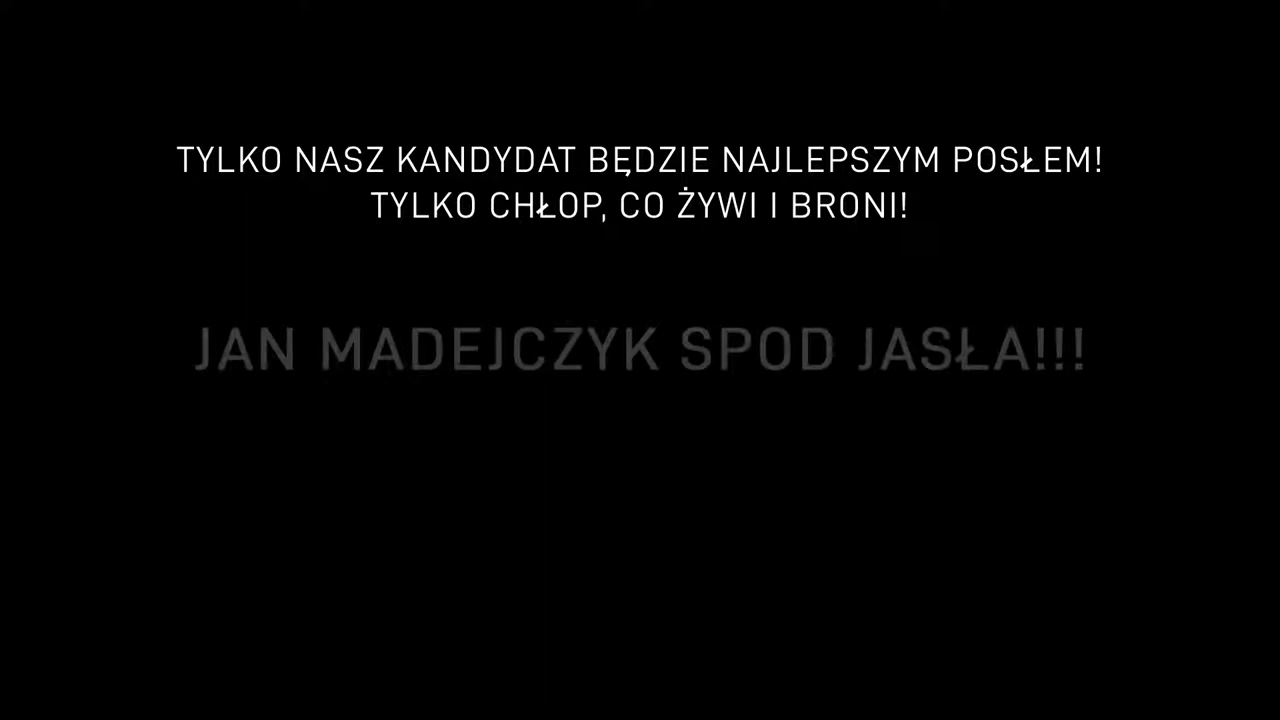 TYLKO NASZ KANDYDAT BĘDZIE NAJLEPSZYM POSŁEM!
TYLKO CHŁOP, CO ŻYWI I BRONI!
JAN MADEJCZYK SPOD JASŁA!!!